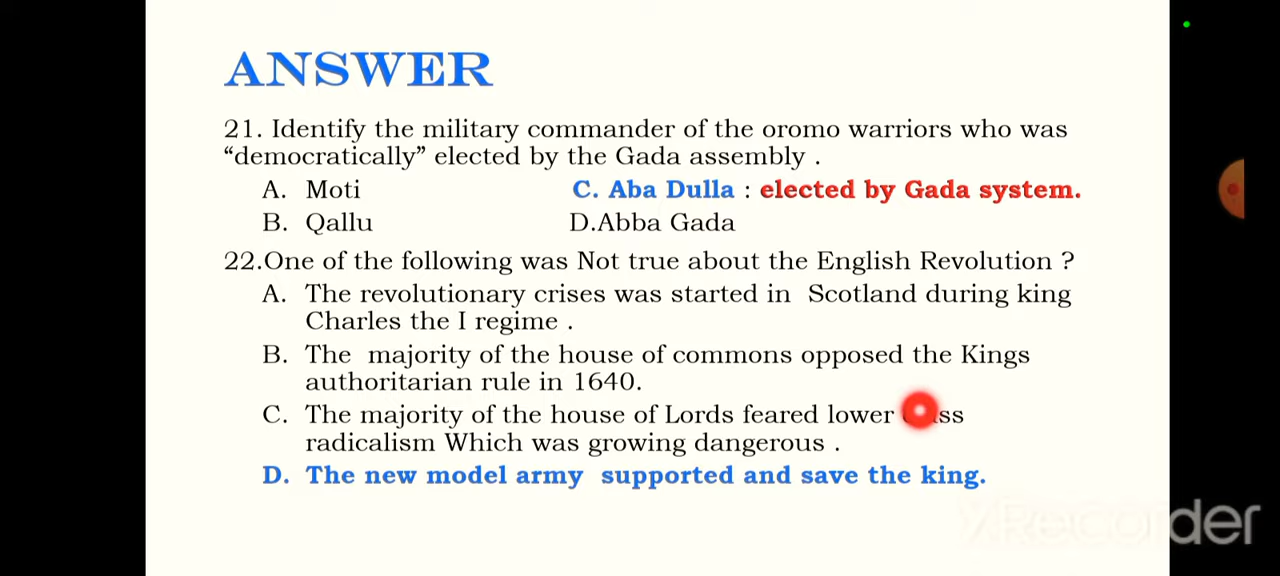 ANSWER
21. Identify the military commander of the oromo warriors who was
“democratically” elected by the Gada assembly .
A. Moti C. Aba Dulla : elected by Gada system.
B. Qallu D.Abba Gada
22.One of the following was Not true about the English Revolution ?
A. The revolutionary crises was started in Scotland during king
Charles the I regime .
B. The majority of the house of commons opposed the Kings
authoritarian rule in 1640.
C. The majority of the house of Lords feared lower
radicalism Which was growing dangerous .
D. The new model army supported and save the king.
XRecorder